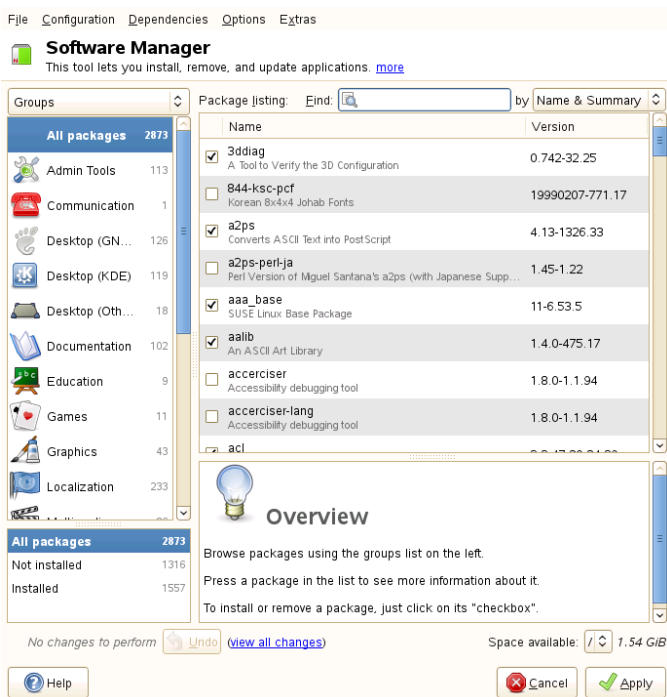 File Configuration Dependencies Options Extras
Software Manager
This tool lets you install, remove, and update applications. more
Groups
Package listing: Find: by Name & Summary
All packages 2873
Admin Tools 113
Communication 1
Desktop (GN... 126
Desktop (KDE) 119
Desktop (Oth... 18
Documentation 102
Education 9
Games 11
Graphics 43
Localization 233
Name Version
3ddiag 0.742-32.25
A Tool to Verify the 3D Configuration
844-ksc-pcf 19990207-771.17
Korean 8x4x4 Johab Fonts
a2ps 4.13-1326.33
Converts ASCII Text into PostScript
a2ps-perl-ja 1.45-1.22
Perl Version of Miguel Santana's a2ps (with Japanese Supp...
aaa_base 11-6.53.5
SUSE Linux Base Package
aalib 1.4.0-475.17
An ASCII Art Library
accerciser 1.8.0-1.1.94
Accessibility debugging tool
accerciser-lang 1.8.0-1.1.94
Accessibility debugging tool
acl
All packages 2873
Not installed 1316
Installed 1557
Overview
Browse packages using the groups list on the left.
Press a package in the list to see more information about it.
To install or remove a package, just click on its "checkbox".
No changes to perform Undo (view all changes) Space available: / 1.54 GiB
Help Cancel Apply